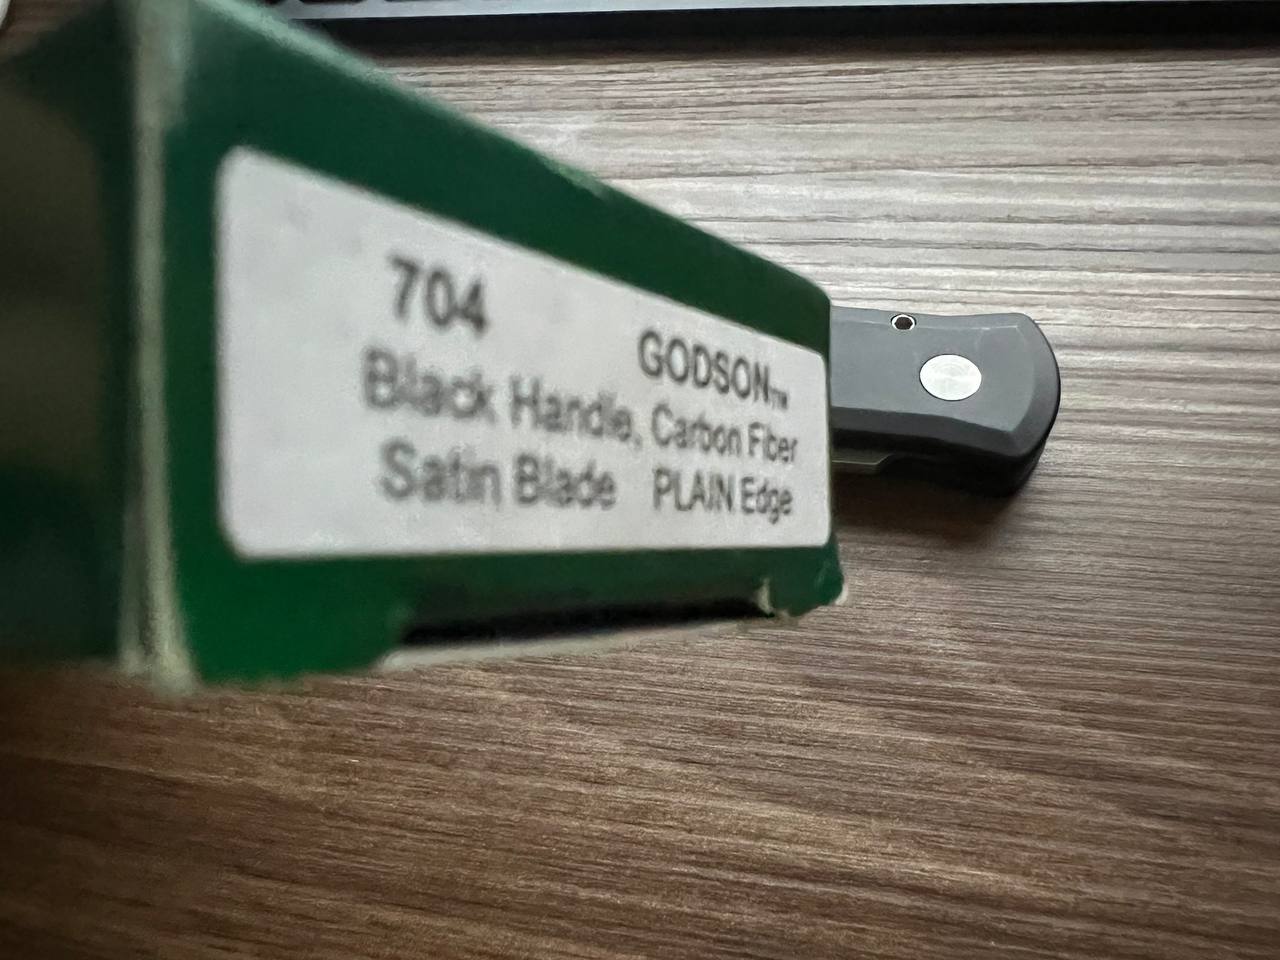 704 GODSON™
Black Handle, Carbon Fiber
Satin Blade PLAIN Edge